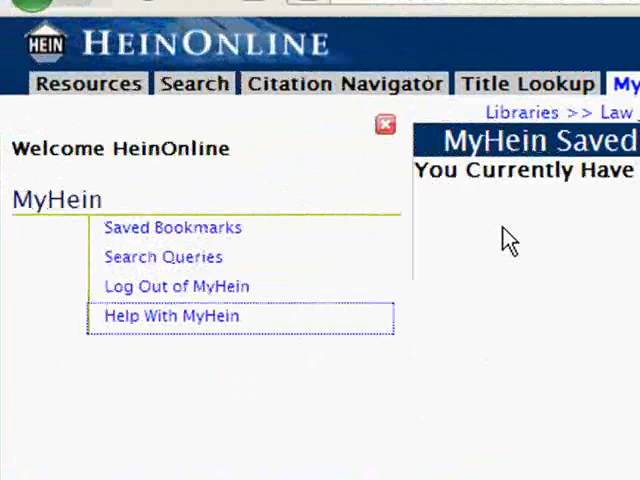 HEIN HEINONLINE
Resources Search Citation Navigator Title Lookup My
Libraries >> Law
Welcome HeinOnline
MyHein Saved
You Currently Have
MyHein
Saved Bookmarks
Search Queries
Log Out of MyHein
Help With MyHein